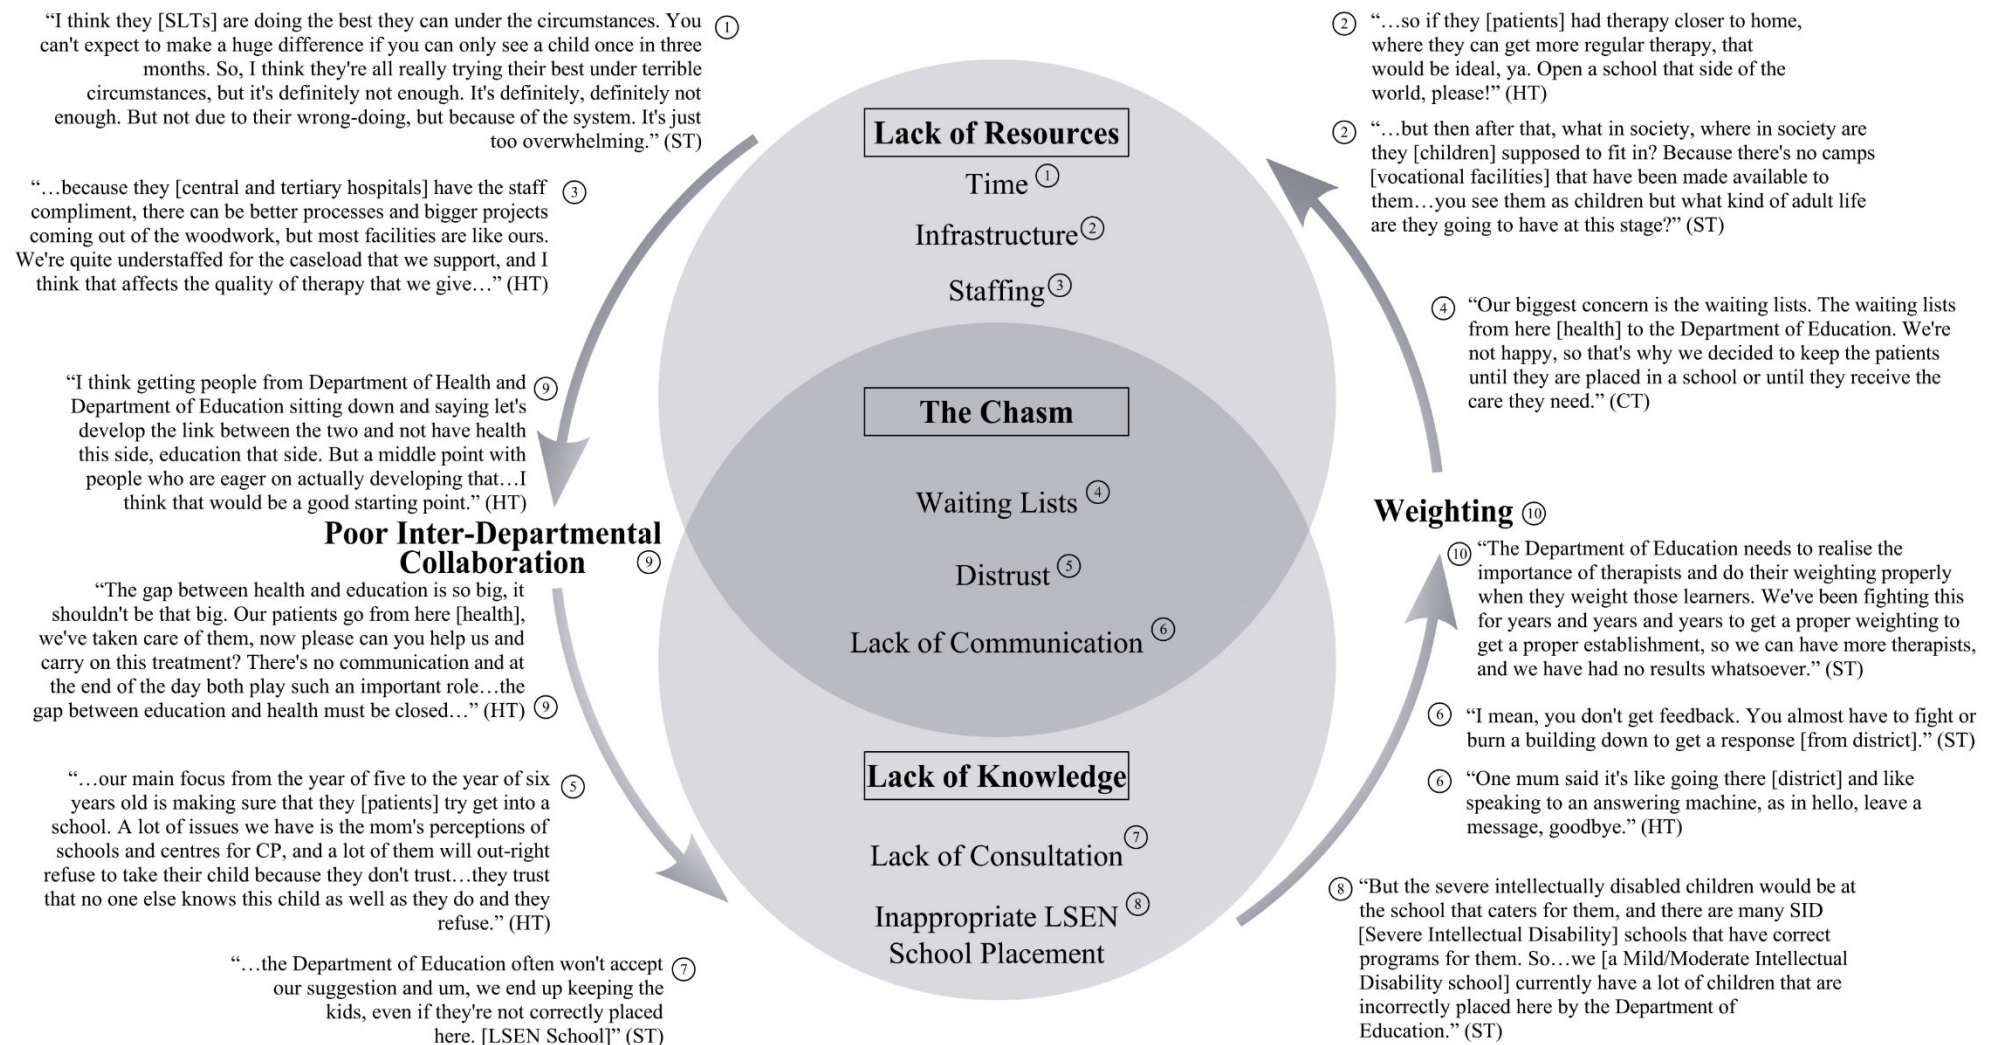 “I think they [SLTs] are doing the best they can under the circumstances. You ①
can't expect to make a huge difference if you can only see a child once in three
months. So, I think they're all really trying their best under terrible
circumstances, but it's definitely not enough. It's definitely, definitely not
enough. But not due to their wrong-doing, but because of the system. It's just
too overwhelming.” (ST)
“…because they [central and tertiary hospitals] have the staff ③
compliment, there can be better processes and bigger projects
coming out of the woodwork, but most facilities are like ours.
We're quite understaffed for the caseload that we support, and I
think that affects the quality of therapy that we give…” (HT)
“I think getting people from Department of Health and ⑨
Department of Education sitting down and saying let's
develop the link between the two and not have health
this side, education that side. But a middle point with
people who are eager on actually developing that…I
think that would be a good starting point.” (HT)
Poor Inter-Departmental
Collaboration ⑨
“The gap between health and education is so big, it
shouldn't be that big. Our patients go from here [health],
we've taken care of them, now please can you help us and
carry on this treatment? There's no communication and at
the end of the day both play such an important role…the
gap between education and health must be closed…” (HT) ⑨
“…our main focus from the year of five to the year of six ⑤
years old is making sure that they [patients] try get into a
school. A lot of issues we have is the mom's perceptions of
schools and centres for CP, and a lot of them will out-right
refuse to take their child because they don't trust…they trust
that no one else knows this child as well as they do and they
refuse.” (HT)
“…the Department of Education often won't accept ⑦
our suggestion and um, we end up keeping the
kids, even if they're not correctly placed
here. [LSEN School]” (ST)
Lack of Resources
Time ①
Infrastructure ②
Staffing ③
The Chasm
Waiting Lists ④
Distrust ⑤
Lack of Communication ⑥
Lack of Knowledge
Lack of Consultation ⑦
Inappropriate LSEN ⑧
School Placement
② “…so if they [patients] had therapy closer to home,
where they can get more regular therapy, that
would be ideal, ya. Open a school that side of the
world, please!” (HT)
② “…but then after that, what in society, where in society are
they [children] supposed to fit in? Because there's no camps
[vocational facilities] that have been made available to
them…you see them as children but what kind of adult life
are they going to have at this stage?” (ST)
④ “Our biggest concern is the waiting lists. The waiting lists
from here [health] to the Department of Education. We're
not happy, so that's why we decided to keep the patients
until they are placed in a school or until they receive the
care they need.” (CT)
Weighting ⑩
⑩ “The Department of Education needs to realise the
importance of therapists and do their weighting properly
when they weight those learners. We've been fighting this
for years and years and years to get a proper weighting to
get a proper establishment, so we can have more therapists,
and we have had no results whatsoever.” (ST)
⑥ “I mean, you don't get feedback. You almost have to fight or
burn a building down to get a response [from district].” (ST)
⑥ “One mum said it's like going there [district] and like
speaking to an answering machine, as in hello, leave a
message, goodbye.” (HT)
⑧ “But the severe intellectually disabled children would be at
the school that caters for them, and there are many SID
[Severe Intellectual Disability] schools that have correct
programs for them. So…we [a Mild/Moderate Intellectual
Disability school] currently have a lot of children that are
incorrectly placed here by the Department of
Education.” (ST)